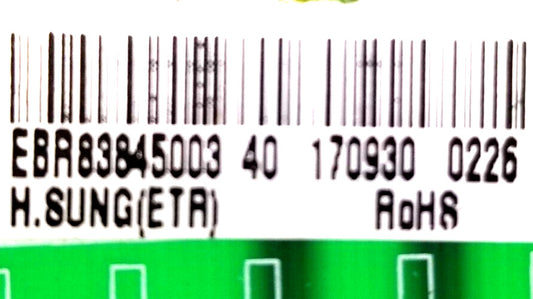 EBR83845003 40 170930 0226
H.SUNG(ETR) RoHS